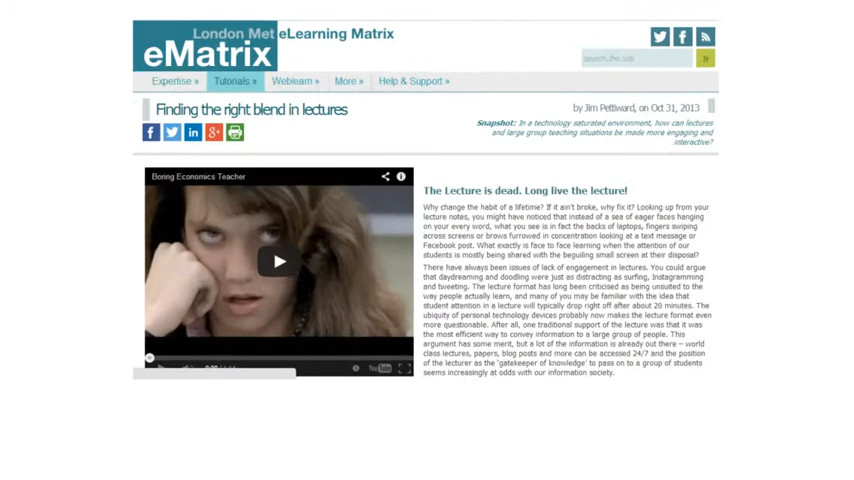 London Met eLearning Matrix
eMatrix
Expertise » Tutorials » Weblearn » More » Help & Support »
Finding the right blend in lectures
by Jim Pettiward, on Oct 31, 2013
Snapshot: In a technology saturated environment, how can lectures
and large group teaching situations be made more engaging and
interactive?
Boring Economics Teacher
The Lecture is dead. Long live the lecture!
Why change the habit of a lifetime? If it ain't broke, why fix it? Looking up from your
lecture notes, you might have noticed that instead of a sea of eager faces hanging
on your every word, what you see is in fact the backs of laptops, fingers swiping
across screens or brows furrowed in concentration looking at a text message or
Facebook post. What exactly is face to face learning when the attention of our
students is mostly being shared with the beguiling small screen at their disposal?
There have always been issues of lack of engagement in lectures. You could argue
that daydreaming and doodling were just as distracting as surfing, Instagramming
and tweeting. The lecture format has long been criticised as being unsuited to the
way people actually learn, and many of you may be familiar with the idea that
student attention in a lecture will typically drop right off after about 20 minutes. The
ubiquity of personal technology devices probably now makes the lecture format even
more questionable. After all, one traditional support of the lecture was that it was
the most efficient way to convey information to a large group of people. This
argument has some merit, but a lot of the information is already out there – world
class lectures, papers, blog posts and more can be accessed 24/7 and the position
of the lecturer as the 'gatekeeper of knowledge' to pass on to a group of students
seems increasingly at odds with our information society.
YouTube